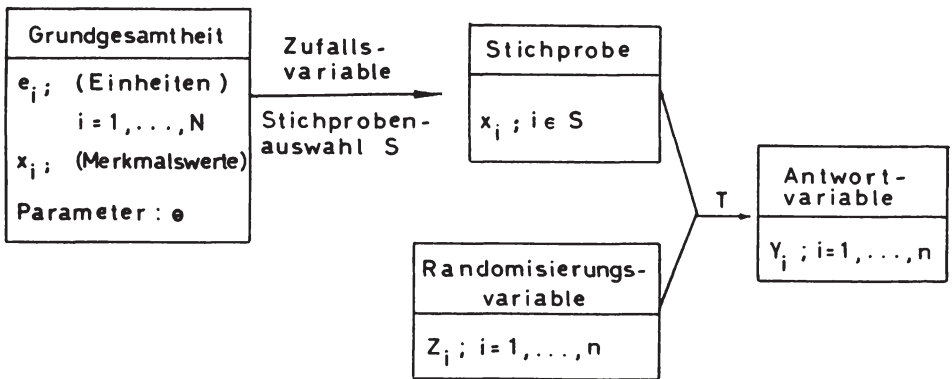 Grundgesamtheit
e_i ; (Einheiten)
i = 1, . . . , N
x_i ; (Merkmalswerte)
Parameter : ɵ
Zufalls-
variable
Stichproben-
auswahl S
Stichprobe
x_i ; i ∈ S
Randomisierungs-
variable
Z_i ; i = 1, . . . , n
T
Antwort-
variable
Y_i ; i = 1, . . . , n